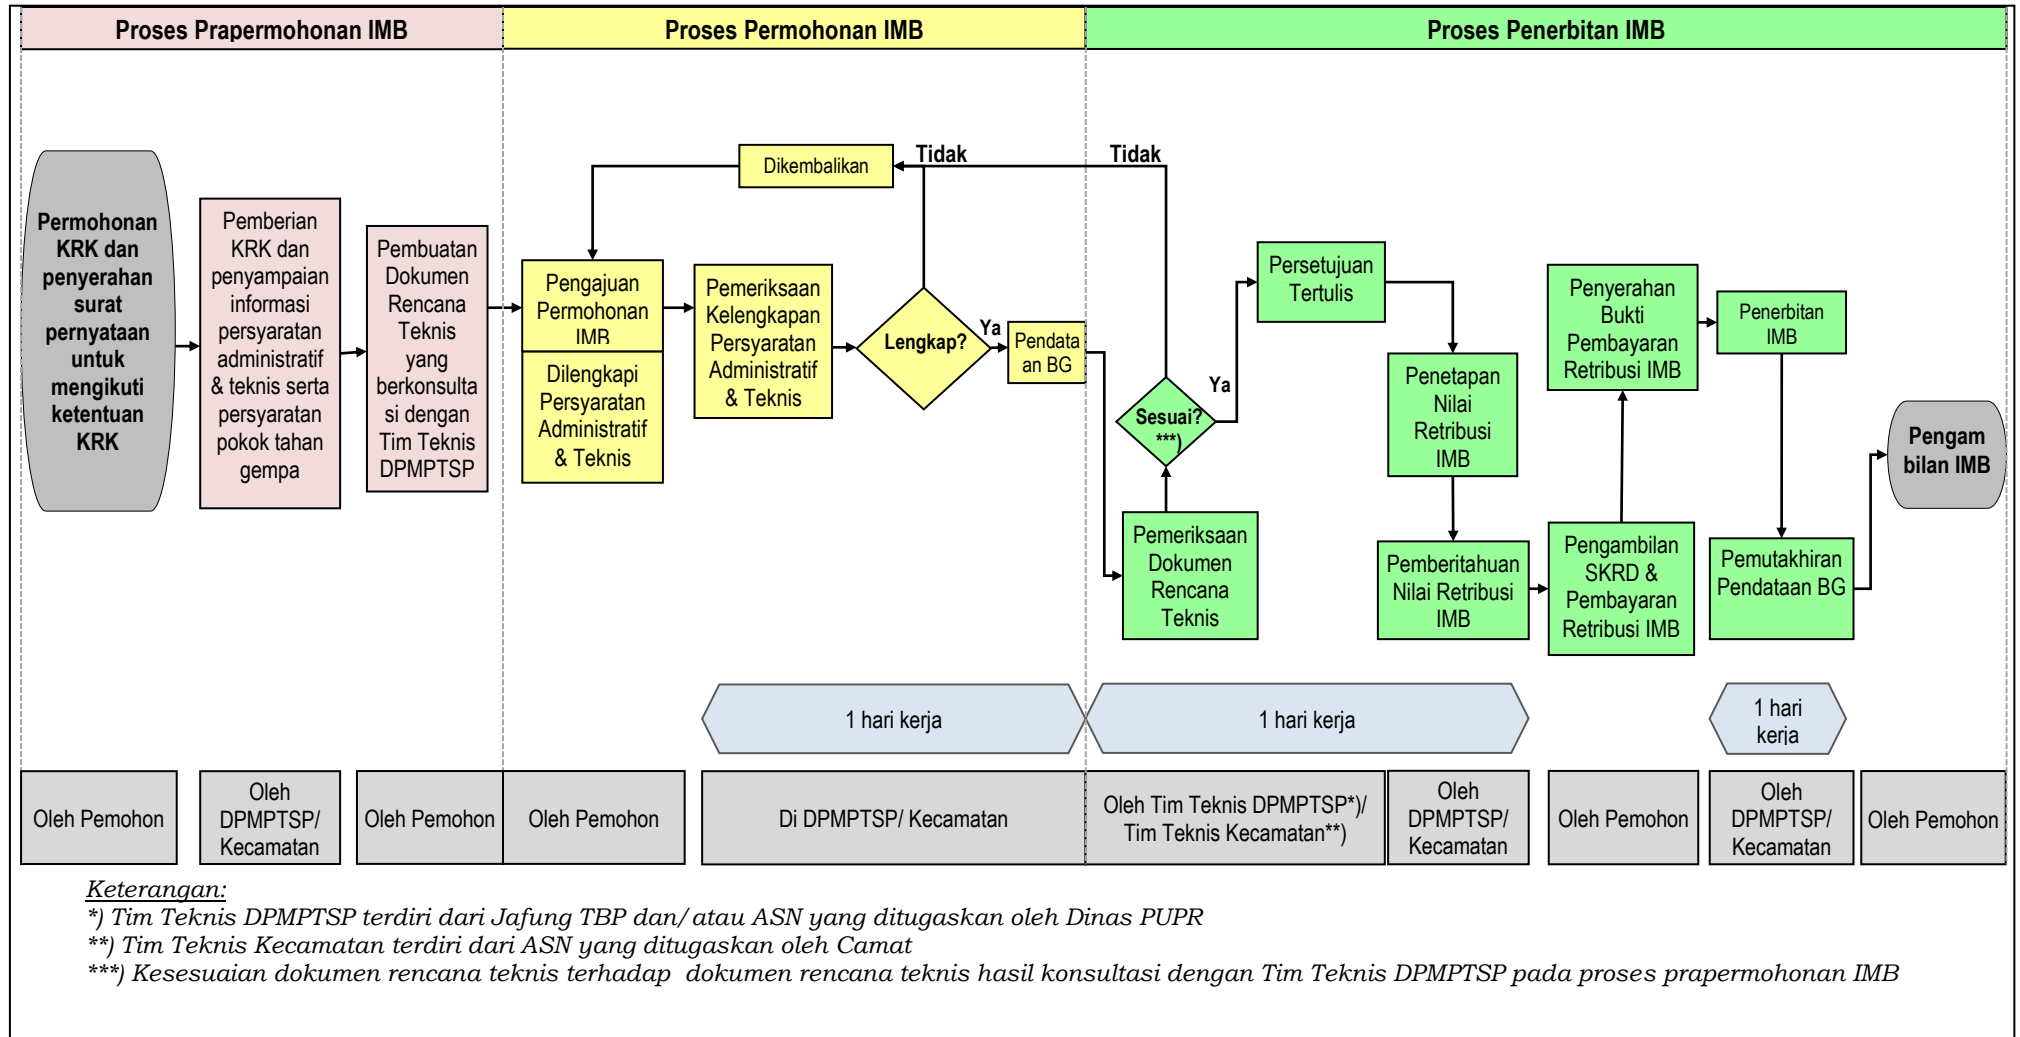 Proses Prapermohonan IMB
Proses Permohonan IMB
Proses Penerbitan IMB
Permohonan
KRK dan
penyerahan
surat
pernyataan
untuk
mengikuti
ketentuan
KRK
Pemberian
KRK dan
penyampaian
informasi
persyaratan
administratif
& teknis serta
persyaratan
pokok tahan
gempa
Pembuatan
Dokumen
Rencana
Teknis
yang
berkonsulta
si dengan
Tim Teknis
DPMPTSP
Dikembalikan
Tidak
Tidak
Pengajuan
Permohonan
IMB
Dilengkapi
Persyaratan
Administratif
& Teknis
Pemeriksaan
Kelengkapan
Persyaratan
Administratif
& Teknis
Lengkap?
Ya
Pendata
an BG
Sesuai?
***)
Ya
Pemeriksaan
Dokumen
Rencana
Teknis
Persetujuan
Tertulis
Penetapan
Nilai
Retribusi
IMB
Pemberitahuan
Nilai Retribusi
IMB
Penyerahan
Bukti
Pembayaran
Retribusi IMB
Pengambilan
SKRD &
Pembayaran
Retribusi IMB
Penerbitan
IMB
Pemutakhiran
Pendataan BG
Pengam
bilan IMB
1 hari kerja
1 hari kerja
1 hari
kerja
Oleh Pemohon
Oleh
DPMPTSP/
Kecamatan
Oleh Pemohon
Oleh Pemohon
Di DPMPTSP/ Kecamatan
Oleh Tim Teknis DPMPTSP*)/
Tim Teknis Kecamatan**)
Oleh
DPMPTSP/
Kecamatan
Oleh Pemohon
Oleh
DPMPTSP/
Kecamatan
Oleh Pemohon
Keterangan:
*) Tim Teknis DPMPTSP terdiri dari Jafung TBP dan/atau ASN yang ditugaskan oleh Dinas PUPR
**) Tim Teknis Kecamatan terdiri dari ASN yang ditugaskan oleh Camat
***) Kesesuaian dokumen rencana teknis terhadap dokumen rencana teknis hasil konsultasi dengan Tim Teknis DPMPTSP pada proses prapermohonan IMB